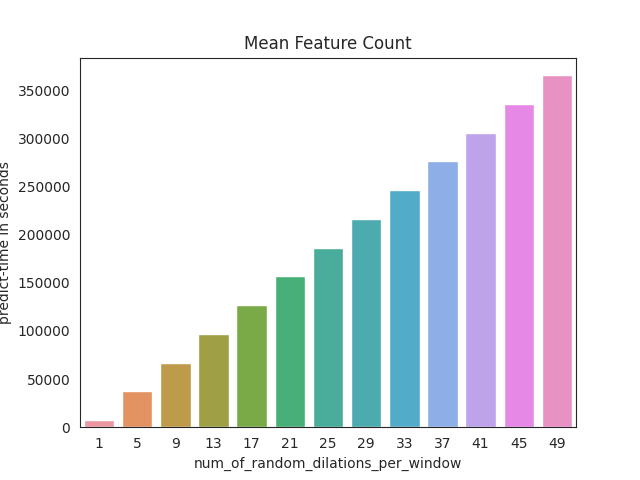 Mean Feature Count
predict-time in seconds
350000
300000
250000
200000
150000
100000
50000
0
1 5 9 13 17 21 25 29 33 37 41 45 49
num_of_random_dilations_per_window